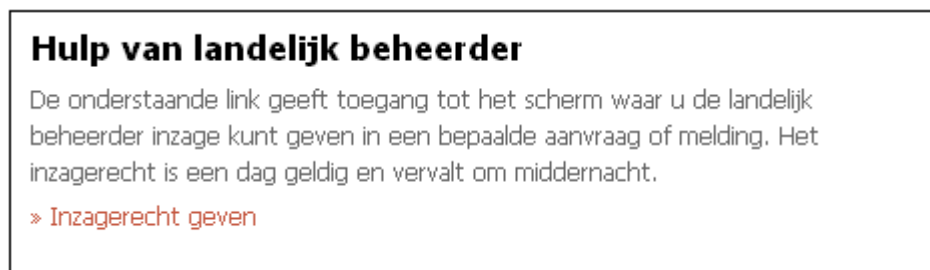 Hulp van landelijk beheerder
De onderstaande link geeft toegang tot het scherm waar u de landelijk
beheerder inzage kunt geven in een bepaalde aanvraag of melding. Het
inzagerecht is een dag geldig en vervalt om middernacht.
» Inzagerecht geven